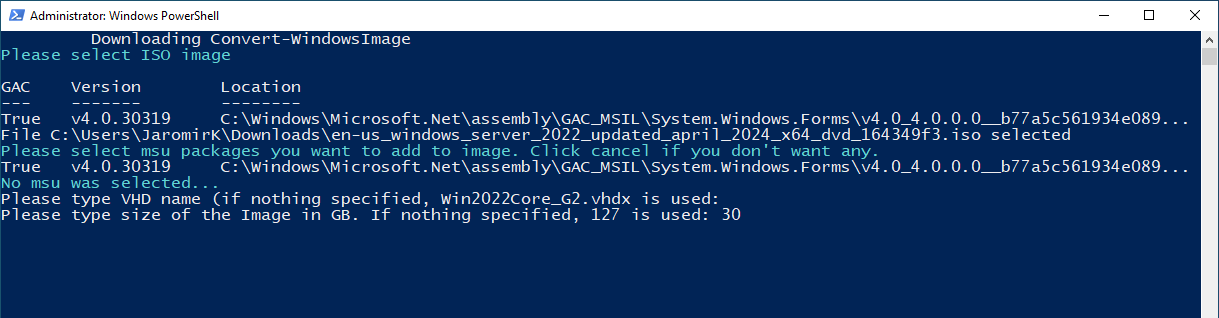 Administrator: Windows PowerShell
Downloading Convert-WindowsImage
Please select ISO image
GAC    Version        Location
---    -------        --------
True   v4.0.30319     C:\Windows\Microsoft.Net\assembly\GAC_MSIL\System.Windows.Forms\v4.0_4.0.0.0__b77a5c561934e089...
File C:\Users\JaromirK\Downloads\en-us_windows_server_2022_updated_april_2024_x64_dvd_164349f3.iso selected
Please select msu packages you want to add to image. Click cancel if you don't want any.
True   v4.0.30319     C:\Windows\Microsoft.Net\assembly\GAC_MSIL\System.Windows.Forms\v4.0_4.0.0.0__b77a5c561934e089...
No msu was selected...
Please type VHD name (if nothing specified, Win2022Core_G2.vhdx is used:
Please type size of the Image in GB. If nothing specified, 127 is used: 30